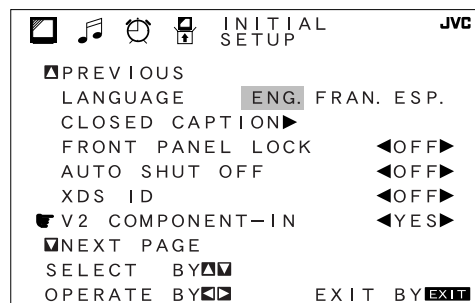 INITIAL SETUP JVC
PREVIOUS
LANGUAGE ENG. FRAN. ESP.
CLOSED CAPTION▶
FRONT PANEL LOCK ◀OFF▶
AUTO SHUT OFF ◀OFF▶
XDS ID ◀OFF▶
V2 COMPONENT–IN ◀YES▶
NEXT PAGE
SELECT BY
OPERATE BY EXIT BY EXIT